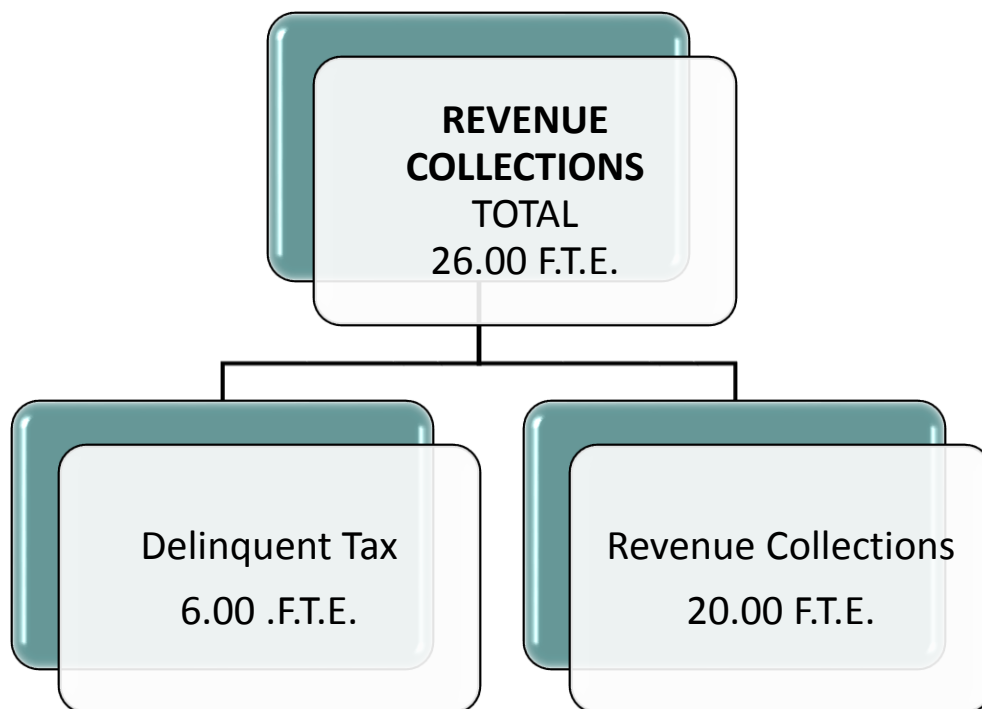 REVENUE
COLLECTIONS
TOTAL
26.00 F.T.E.
Delinquent Tax
6.00 .F.T.E.
Revenue Collections
20.00 F.T.E.